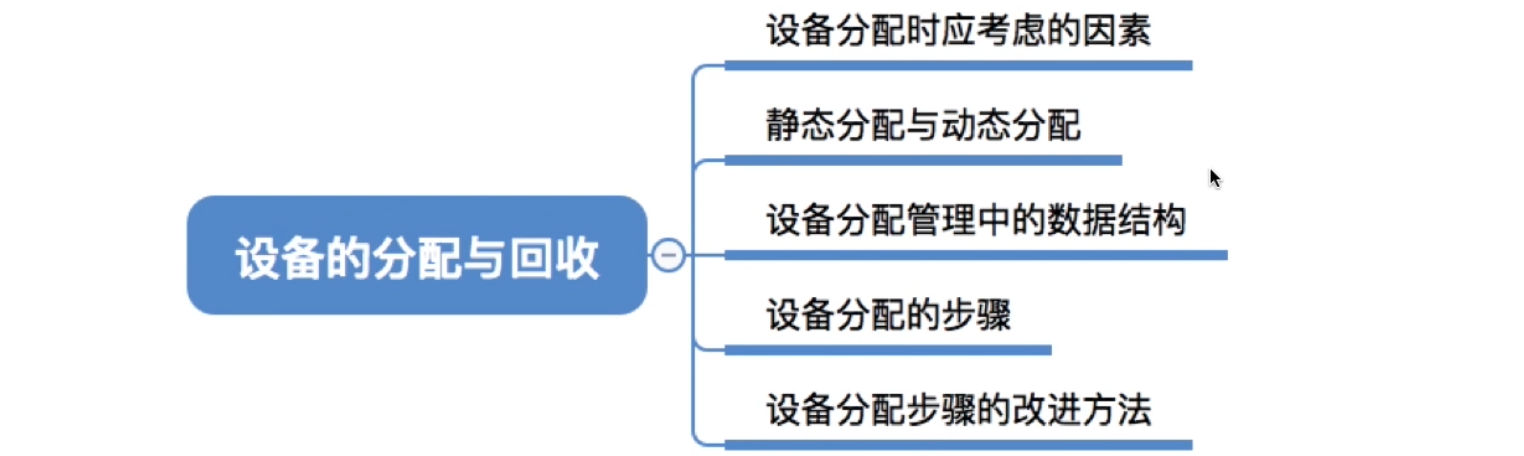 设备分配时应考虑的因素
静态分配与动态分配
设备分配管理中的数据结构
设备的分配与回收
设备分配的步骤
设备分配步骤的改进方法